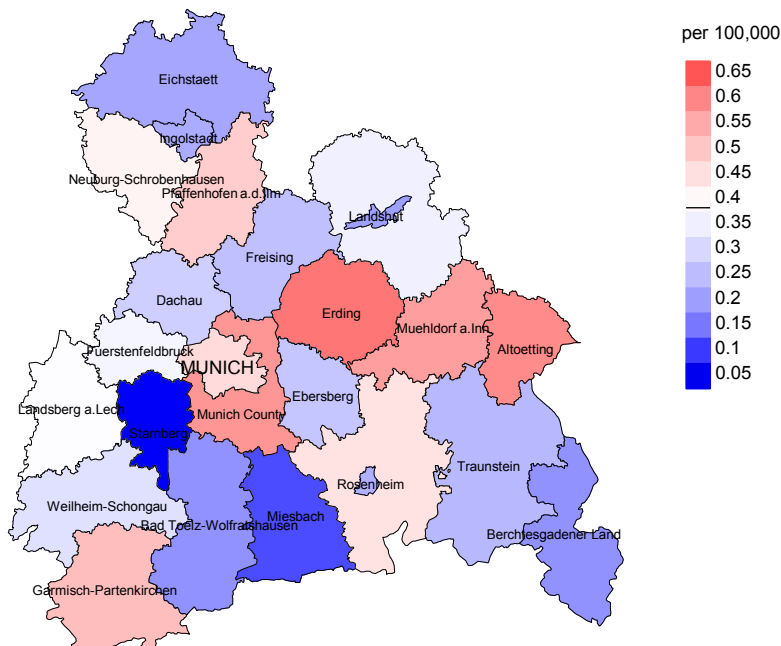 per 100,000
0.65
0.6
0.55
0.5
0.45
0.4
0.35
0.3
0.25
0.2
0.15
0.1
0.05
Eichstaett
Ingolstadt
Neuburg-Schrobenhausen
Pfaffenhofen a.d.Ilm
Landshut
Freising
Dachau
Erding
Muehldorf a.Inn
Altoetting
Fuerstenfeldbruck
MUNICH
Ebersberg
Landsberg a.Lech
Munich County
Starnberg
Traunstein
Rosenheim
Weilheim-Schongau
Bad Toelz-Wolfratshausen
Miesbach
Berchtesgadener Land
Garmisch-Partenkirchen